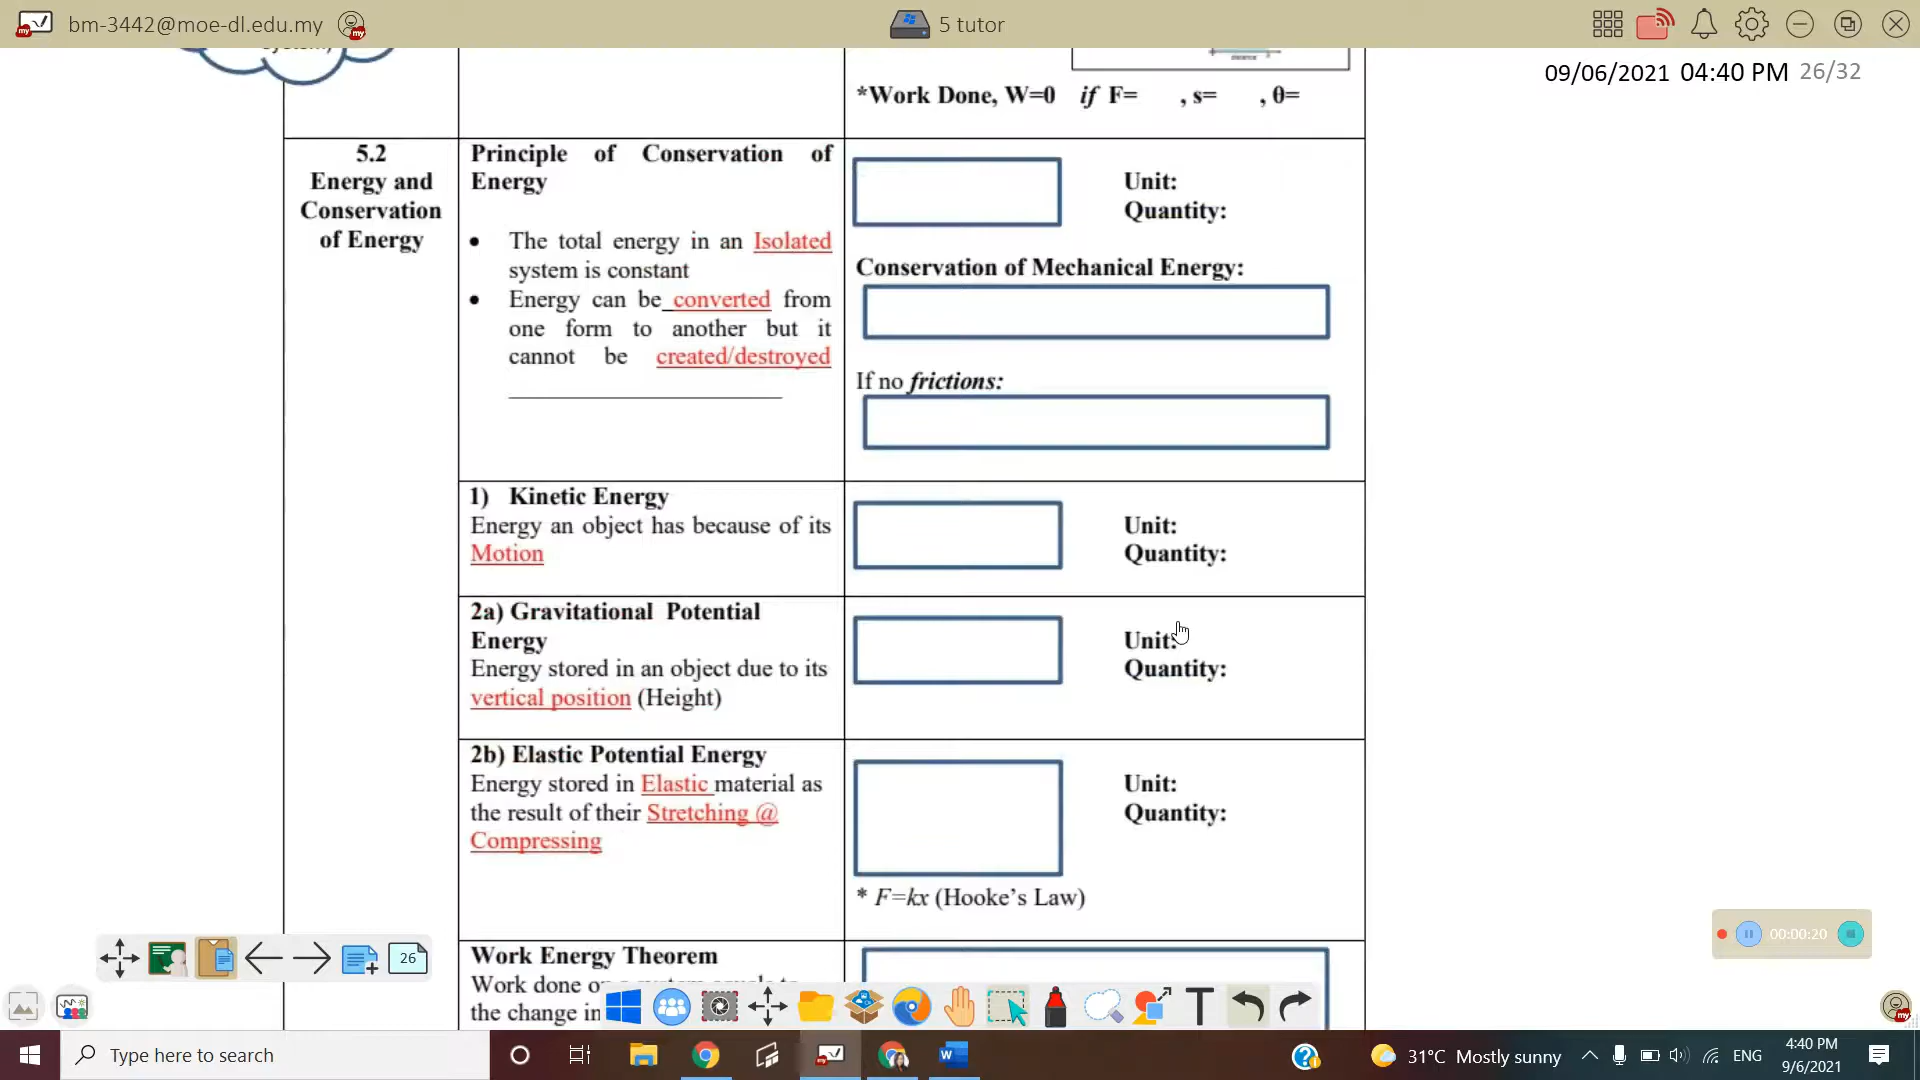 bm-3442@moe-dl.edu.my
5 tutor
09/06/2021 04:40 PM 26/32
*Work Done, W=0 if F= , s= , θ=
5.2
Energy and
Conservation
of Energy
Principle of Conservation of
Energy
• The total energy in an Isolated
system is constant
• Energy can be converted from
one form to another but it
cannot be created/destroyed
Unit:
Quantity:
Conservation of Mechanical Energy:
If no frictions:
1) Kinetic Energy
Energy an object has because of its
Motion
Unit:
Quantity:
2a) Gravitational Potential
Energy
Energy stored in an object due to its
vertical position (Height)
Unit:
Quantity:
2b) Elastic Potential Energy
Energy stored in Elastic material as
the result of their Stretching @
Compressing
Unit:
Quantity:
* F=kx (Hooke's Law)
Work Energy Theorem
Work done on
the change in
00:00:20
26
Type here to search
31°C Mostly sunny
ENG
4:40 PM
9/6/2021